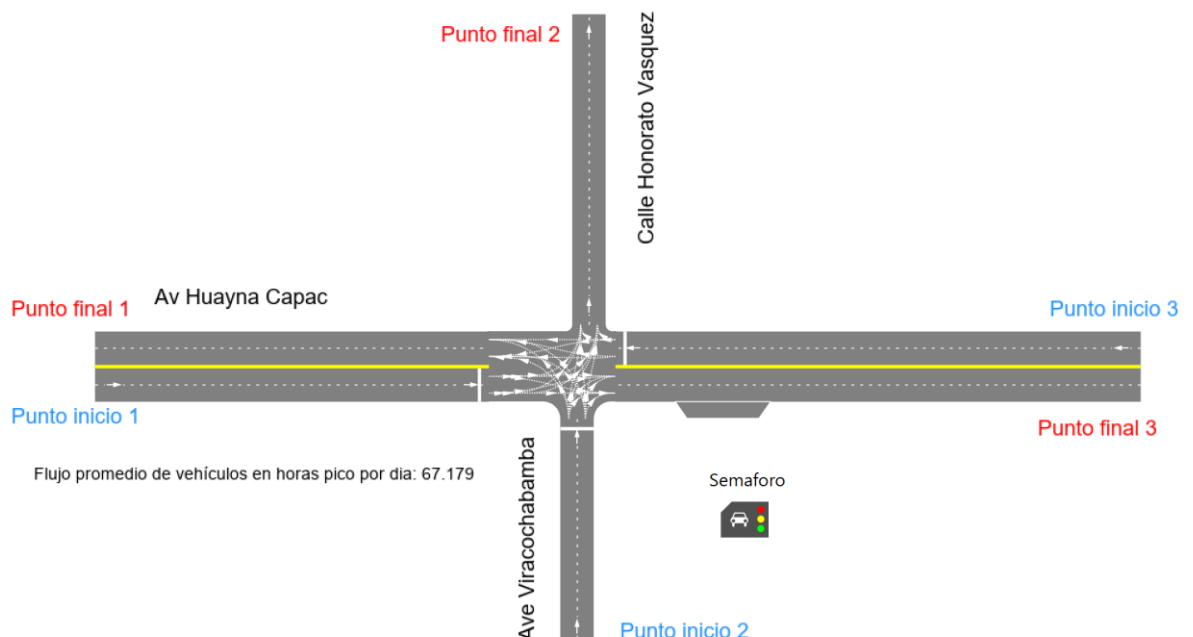 Punto final 2
Calle Honorato Vasquez
Av Huayna Capac
Punto final 1
Punto inicio 3
Punto inicio 1
Punto final 3
Flujo promedio de vehículos en horas pico por dia: 67.179
Ave Viracochabamba
Semaforo
Punto inicio 2